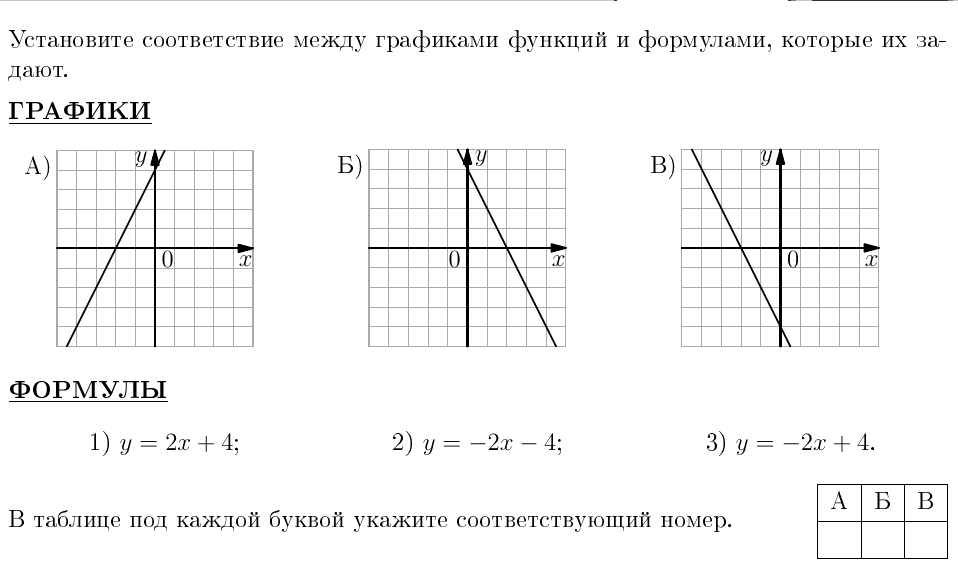 Установите соответствие между графиками функций и формулами, которые их за-
дают.
ГРАФИКИ
А) y 0 x Б) y 0 x В) y 0 x
ФОРМУЛЫ
1) y = 2x + 4; 2) y = −2x − 4; 3) y = −2x + 4.
В таблице под каждой буквой укажите соответствующий номер.
А Б В